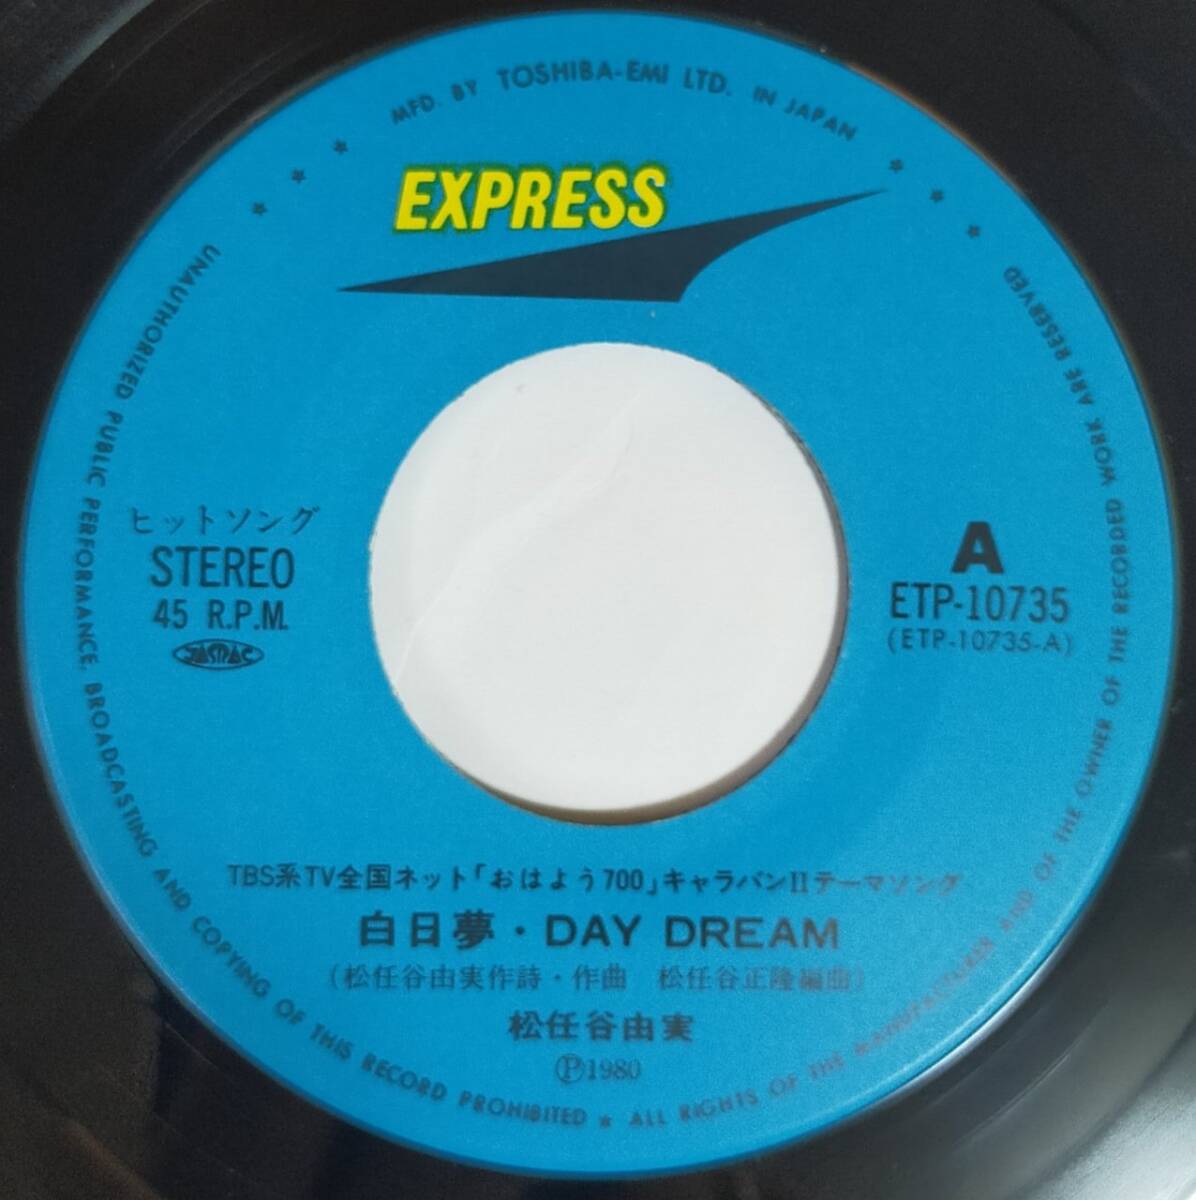 MFD. BY TOSHIBA-EMI LTD. IN JAPAN
EXPRESS
ヒットソング
STEREO
45 R.P.M.
JASRAC
A
ETP-10735
(ETP-10735-A)
TBS系TV全国ネット「おはよう700」キャラバンIIテーマソング
白日夢・DAY DREAM
(松任谷由実作詩・作曲 松任谷正隆編曲)
松任谷由実
Ⓟ1980
UNAUTHORIZED PUBLIC PERFORMANCE, BROADCASTING AND COPYING OF THIS RECORD PROHIBITED ★ ALL RIGHTS OF THE MANUFACTURER AND OF THE OWNER OF THE RECORDED WORK ARE RESERVED